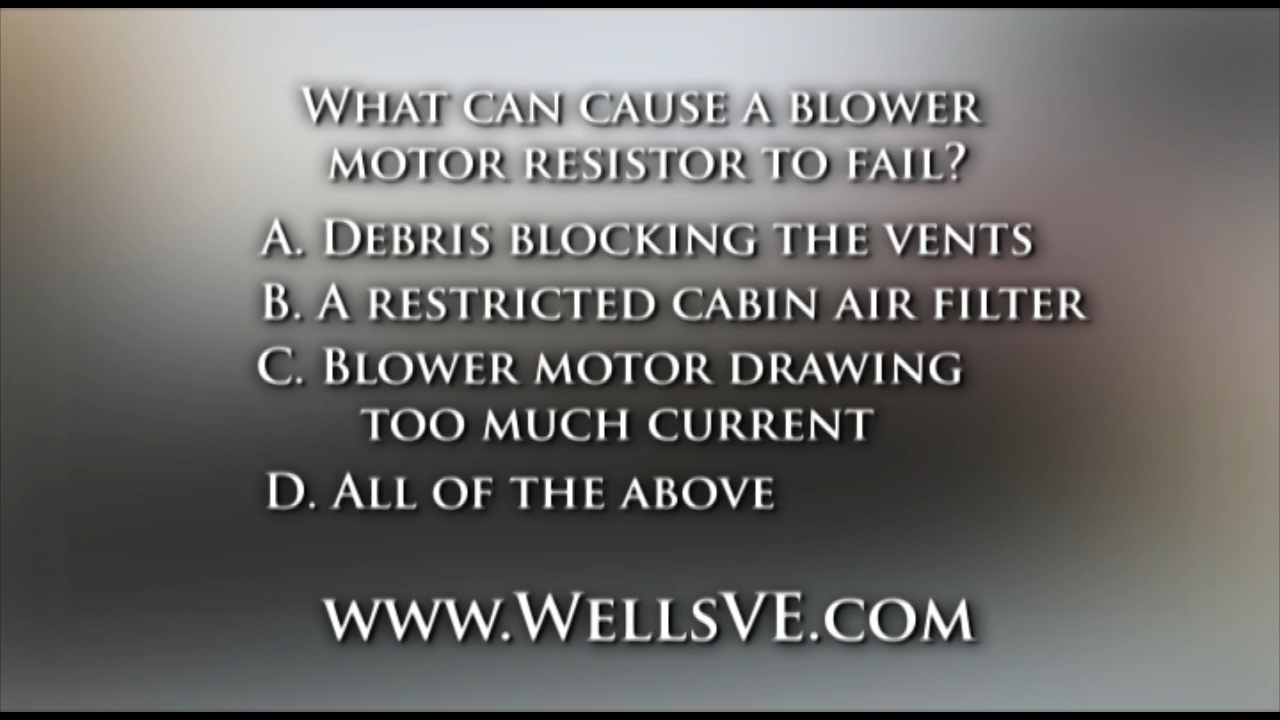 What can cause a blower
motor resistor to fail?
A. Debris blocking the vents
B. A restricted cabin air filter
C. Blower motor drawing
too much current
D. All of the above
www.WellsVE.com